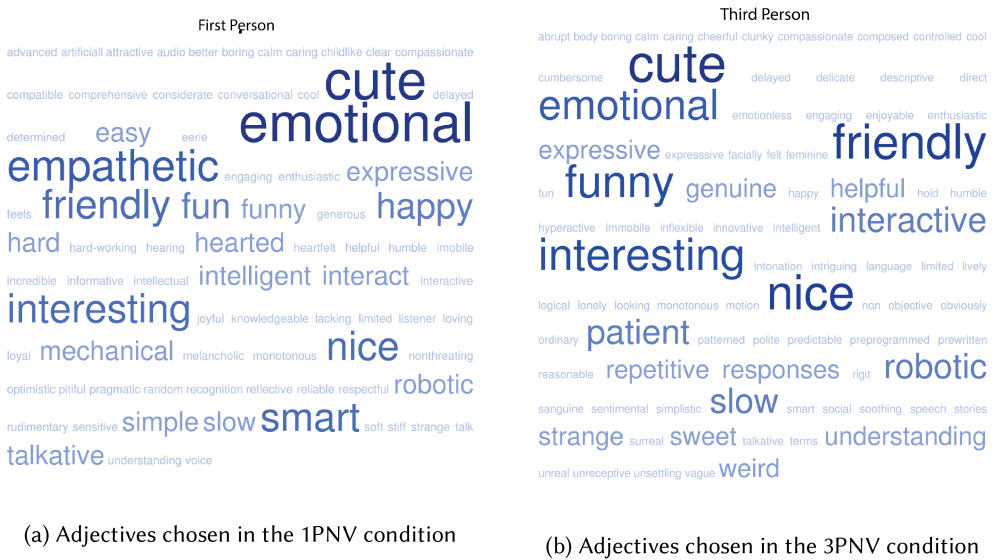 First Person
advanced artificiall attractive audio better boring calm caring chiidlike clear compassionate
compatible comprehensive considerate conversational cool cute delayed
determined easy eerie emotional
empathetic engaging enthusiastic expressive
feels friendly fun funny generous happy
hard hard-working hearing hearted heartfelt helpful humble imobile
incredible informative intellectual intelligent interact interactive
interesting joyful knowledgeable lacking limited listener loving
loyal mechanical melancholic monotonous nice nonthreating
optimistic pitiful pragmatic random recognition reflective reliable respectful robotic
rudimentary sensitive simple slow smart soft stiff strange talk
talkative understanding voice
(a) Adjectives chosen in the 1PNV condition
Third Person
abrupt body boring calm caring cheerful clunky compassionate composed controlled cool
cumbersome cute delayed delicate descriptive direct
emotional emotionless engaging enjoyable enthusiastic
expressive expresssive facially felt feminine friendly
fun funny genuine happy helpful hold humble
hyperactive immobile inflexible innovative intelligent interactive
interesting intonation intriguing language limited lively
logical lonely looking monotonous motion nice non objective obviously
ordinary patient patterned polite predictable preprogrammed prewritten
reasonable repetitive responses rigit robotic
sanguine sentimental simplistic slow smart social soothing speech stories
strange surreal sweet talkative terms understanding
unreal unreceptive unsettling vague weird
(b) Adjectives chosen in the 3PNV condition